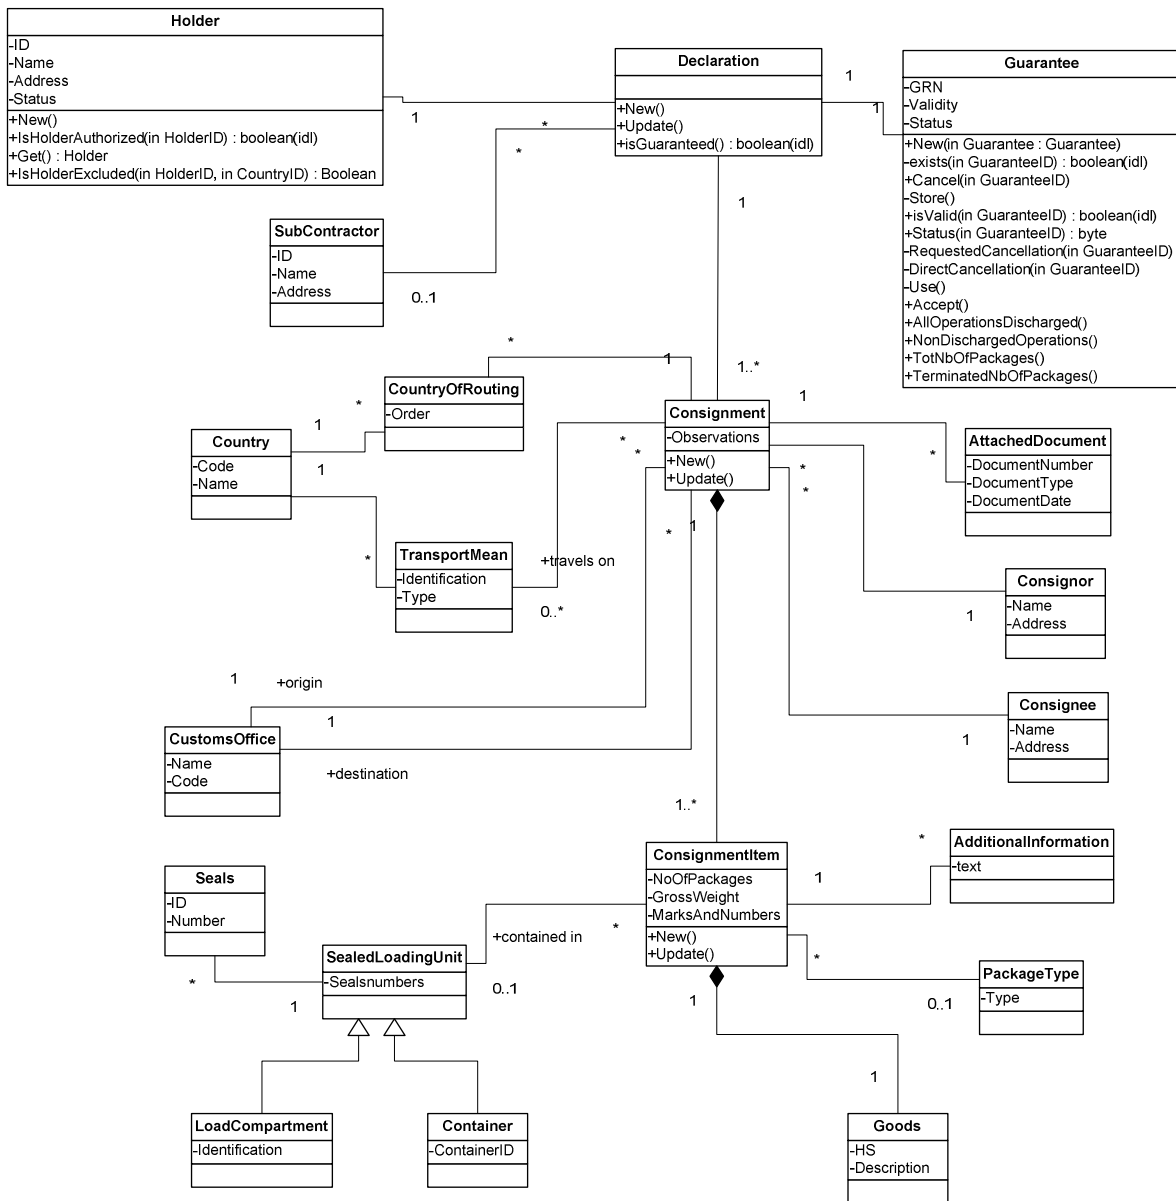 Holder
-ID
-Name
-Address
-Status
+New()
+IsHolderAuthorized(in HolderID) : boolean(idl)
+Get() : Holder
+IsHolderExcluded(in HolderID, in CountryID) : Boolean
1
Declaration
+New()
+Update()
+isGuaranteed() : boolean(idl)
*
*
1
1
1
Guarantee
-GRN
-Validity
-Status
+New(in Guarantee : Guarantee)
-exists(in GuaranteeID) : boolean(idl)
+Cancel(in GuaranteeID)
-Store()
+isValid(in GuaranteeID) : boolean(idl)
+Status(in GuaranteeID) : byte
-RequestedCancellation(in GuaranteeID)
-DirectCancellation(in GuaranteeID)
-Use()
+Accept()
+AllOperationsDischarged()
+NonDischargedOperations()
+TotNbOfPackages()
+TerminatedNbOfPackages()
SubContractor
-ID
-Name
-Address
0..1
*
1
1..*
CountryOfRouting
-Order
*
1
Country
-Code
-Name
1
*
Consignment
-Observations
+New()
+Update()
1
*
*
*
*
*
1
*
AttachedDocument
-DocumentNumber
-DocumentType
-DocumentDate
TransportMean
-Identification
-Type
+travels on
0..*
Consignor
-Name
-Address
1
1
+origin
1
CustomsOffice
-Name
-Code
+destination
Consignee
-Name
-Address
1
1..*
ConsignmentItem
-NoOfPackages
-GrossWeight
-MarksAndNumbers
+New()
+Update()
*
1
AdditionalInformation
-text
Seals
-ID
-Number
*
1
SealedLoadingUnit
-Sealsnumbers
+contained in
*
0..1
*
0..1
PackageType
-Type
1
1
LoadCompartment
-Identification
Container
-ContainerID
Goods
-HS
-Description